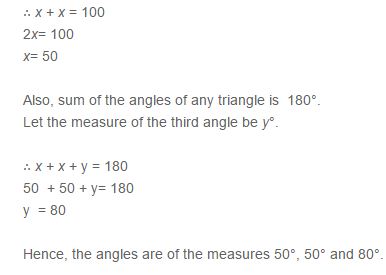 ∴ x + x = 100
2x= 100
x= 50
Also, sum of the angles of any triangle is  180°.
Let the measure of the third angle be y°.
∴ x + x + y = 180
50  + 50 + y= 180
y  = 80
Hence, the angles are of the measures 50°, 50° and 80°.